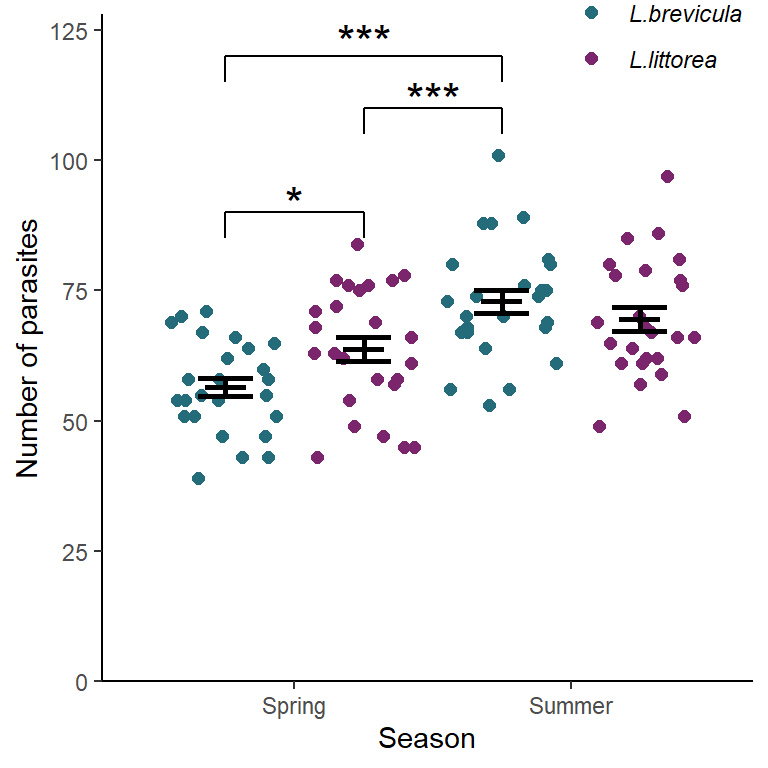 L.brevicula
L.littorea
***
***
*
125
100
75
50
25
0
Number of parasites
Spring
Summer
Season